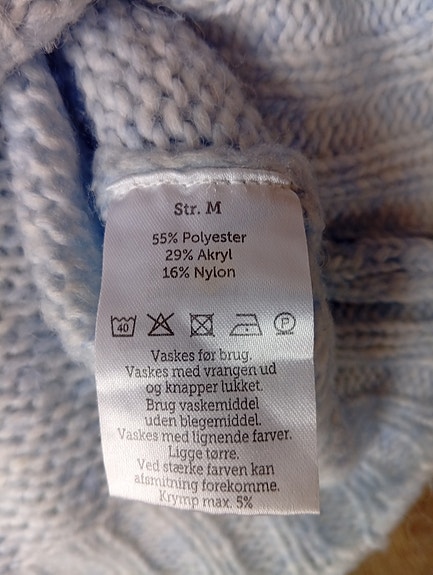 Str. M
55% Polyester
29% Akryl
16% Nylon
40 P
Vaskes før brug.
Vaskes med vrangen ud
og knapper lukket.
Brug vaskemiddel
uden blegemiddel.
Vaskes med lignende farver.
Ligge tørre.
Ved stærke farven kan
afsmitning forekomme.
Krymp max. 5%